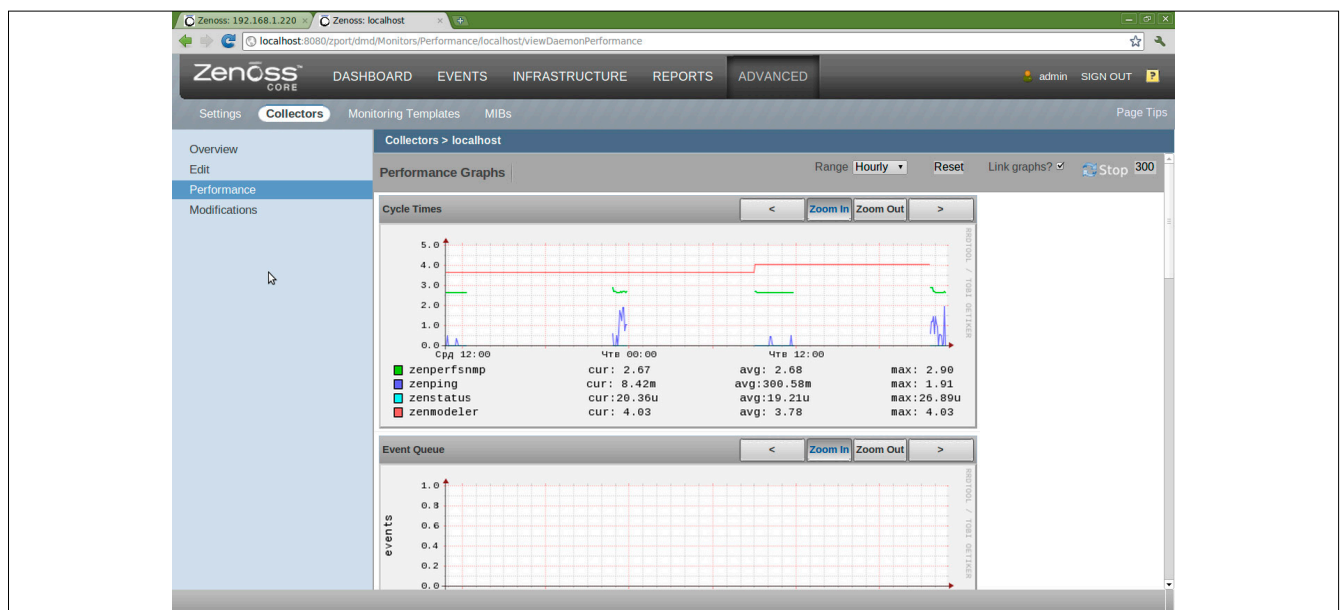 Zenoss: 192.168.1.220
Zenoss: localhost
localhost:8080/zport/dmd/Monitors/Performance/localhost/viewDaemonPerformance
Zenoss™ CORE
DASHBOARD EVENTS INFRASTRUCTURE REPORTS ADVANCED
admin SIGN OUT ?
Settings Collectors Monitoring Templates MIBs Page Tips
Overview
Edit
Performance
Modifications
Collectors > localhost
Performance Graphs Range Hourly Reset Link graphs? Stop 300
Cycle Times < Zoom In Zoom Out >
5.0
4.0
3.0
2.0
1.0
0.0
Срд 12:00 Чтв 00:00 Чтв 12:00
zenperfsnmp cur: 2.67 avg: 2.68 max: 2.90
zenping cur: 8.42m avg:300.58m max: 1.91
zenstatus cur:20.36u avg:19.21u max:26.89u
zenmodeler cur: 4.03 avg: 3.78 max: 4.03
RRDTOOL / TOBI OETIKER
Event Queue < Zoom In Zoom Out >
1.0
0.8
0.6
0.4
0.2
0.0
events
RRDTOOL / TOBI OETIKER